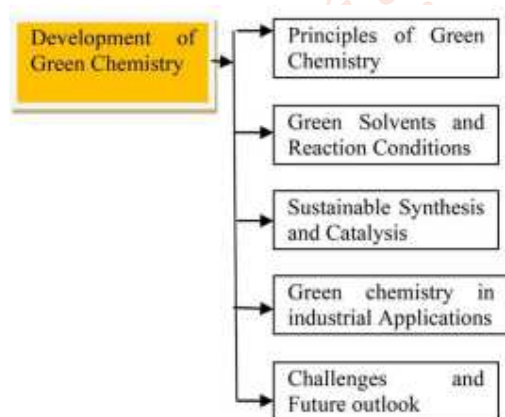 Development of
Green Chemistry
Principles of Green
Chemistry
Green Solvents and
Reaction Conditions
Sustainable Synthesis
and Catalysis
Green chemistry in
industrial Applications
Challenges and
Future outlook